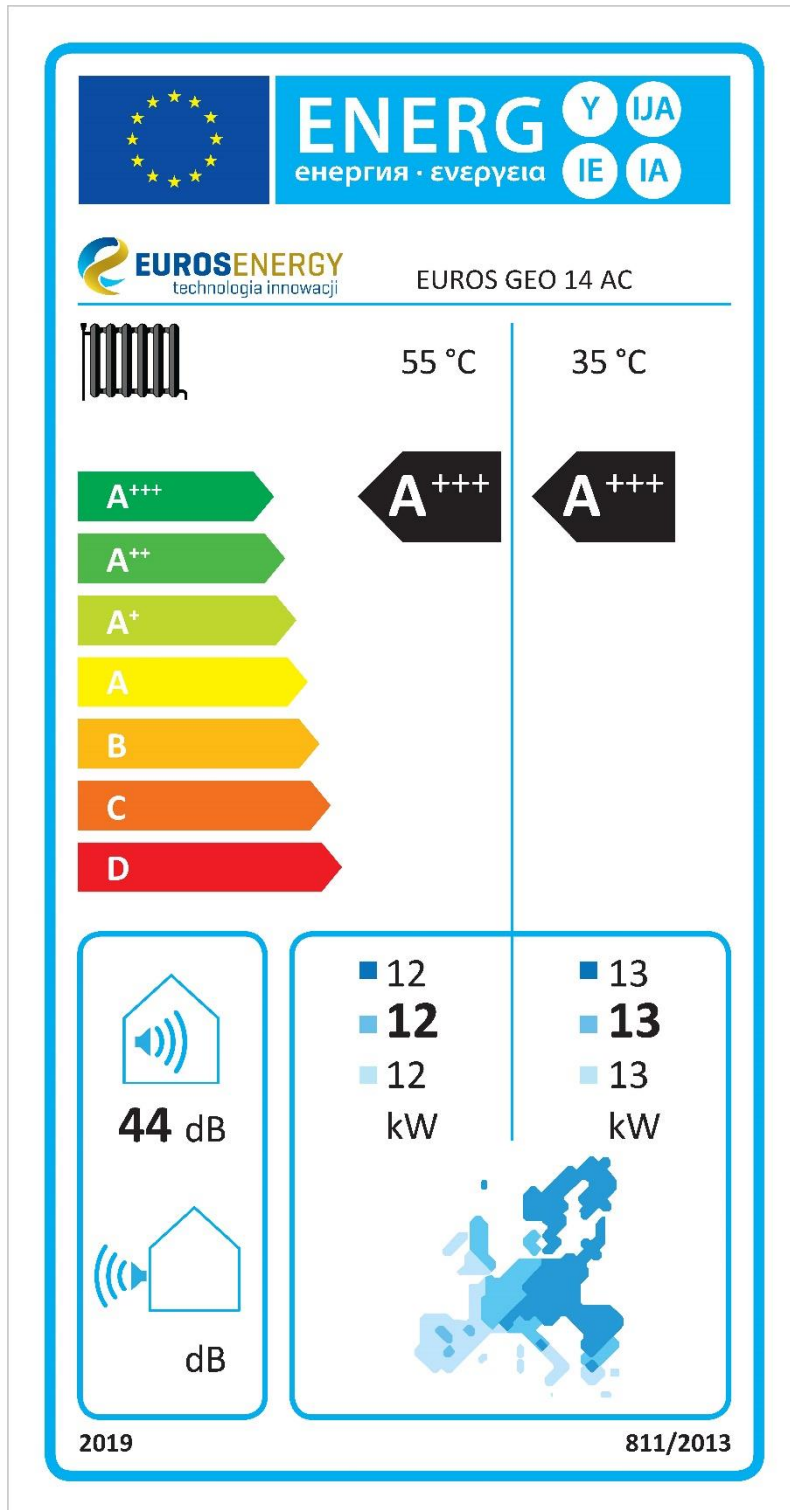 ENERG Y IJA
енергия · ενεργεια IE IA
EUROSENERGY
technologia innowacji
EUROS GEO 14 AC
55 °C 35 °C
A+++ A+++
A+++
A++
A+
A
B
C
D
12 13
12 13
12 13
kW kW
44 dB
dB
2019 811/2013